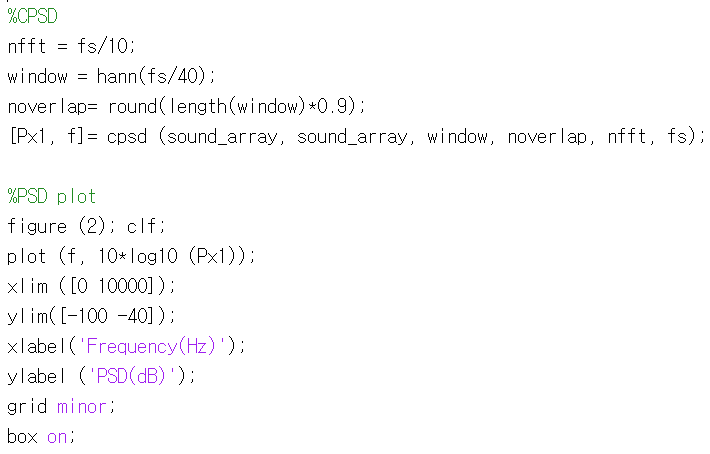 %CPSD
nfft = fs/10;
window = hann(fs/40);
noverlap= round(length(window)*0.9);
[Px1, f]= cpsd (sound_array, sound_array, window, noverlap, nfft, fs);
%PSD plot
figure (2); clf;
plot (f, 10*log10 (Px1));
xlim ([0 10000]);
ylim([-100 -40]);
xlabel('Frequency(Hz)');
ylabel ('PSD(dB)');
grid minor;
box on;